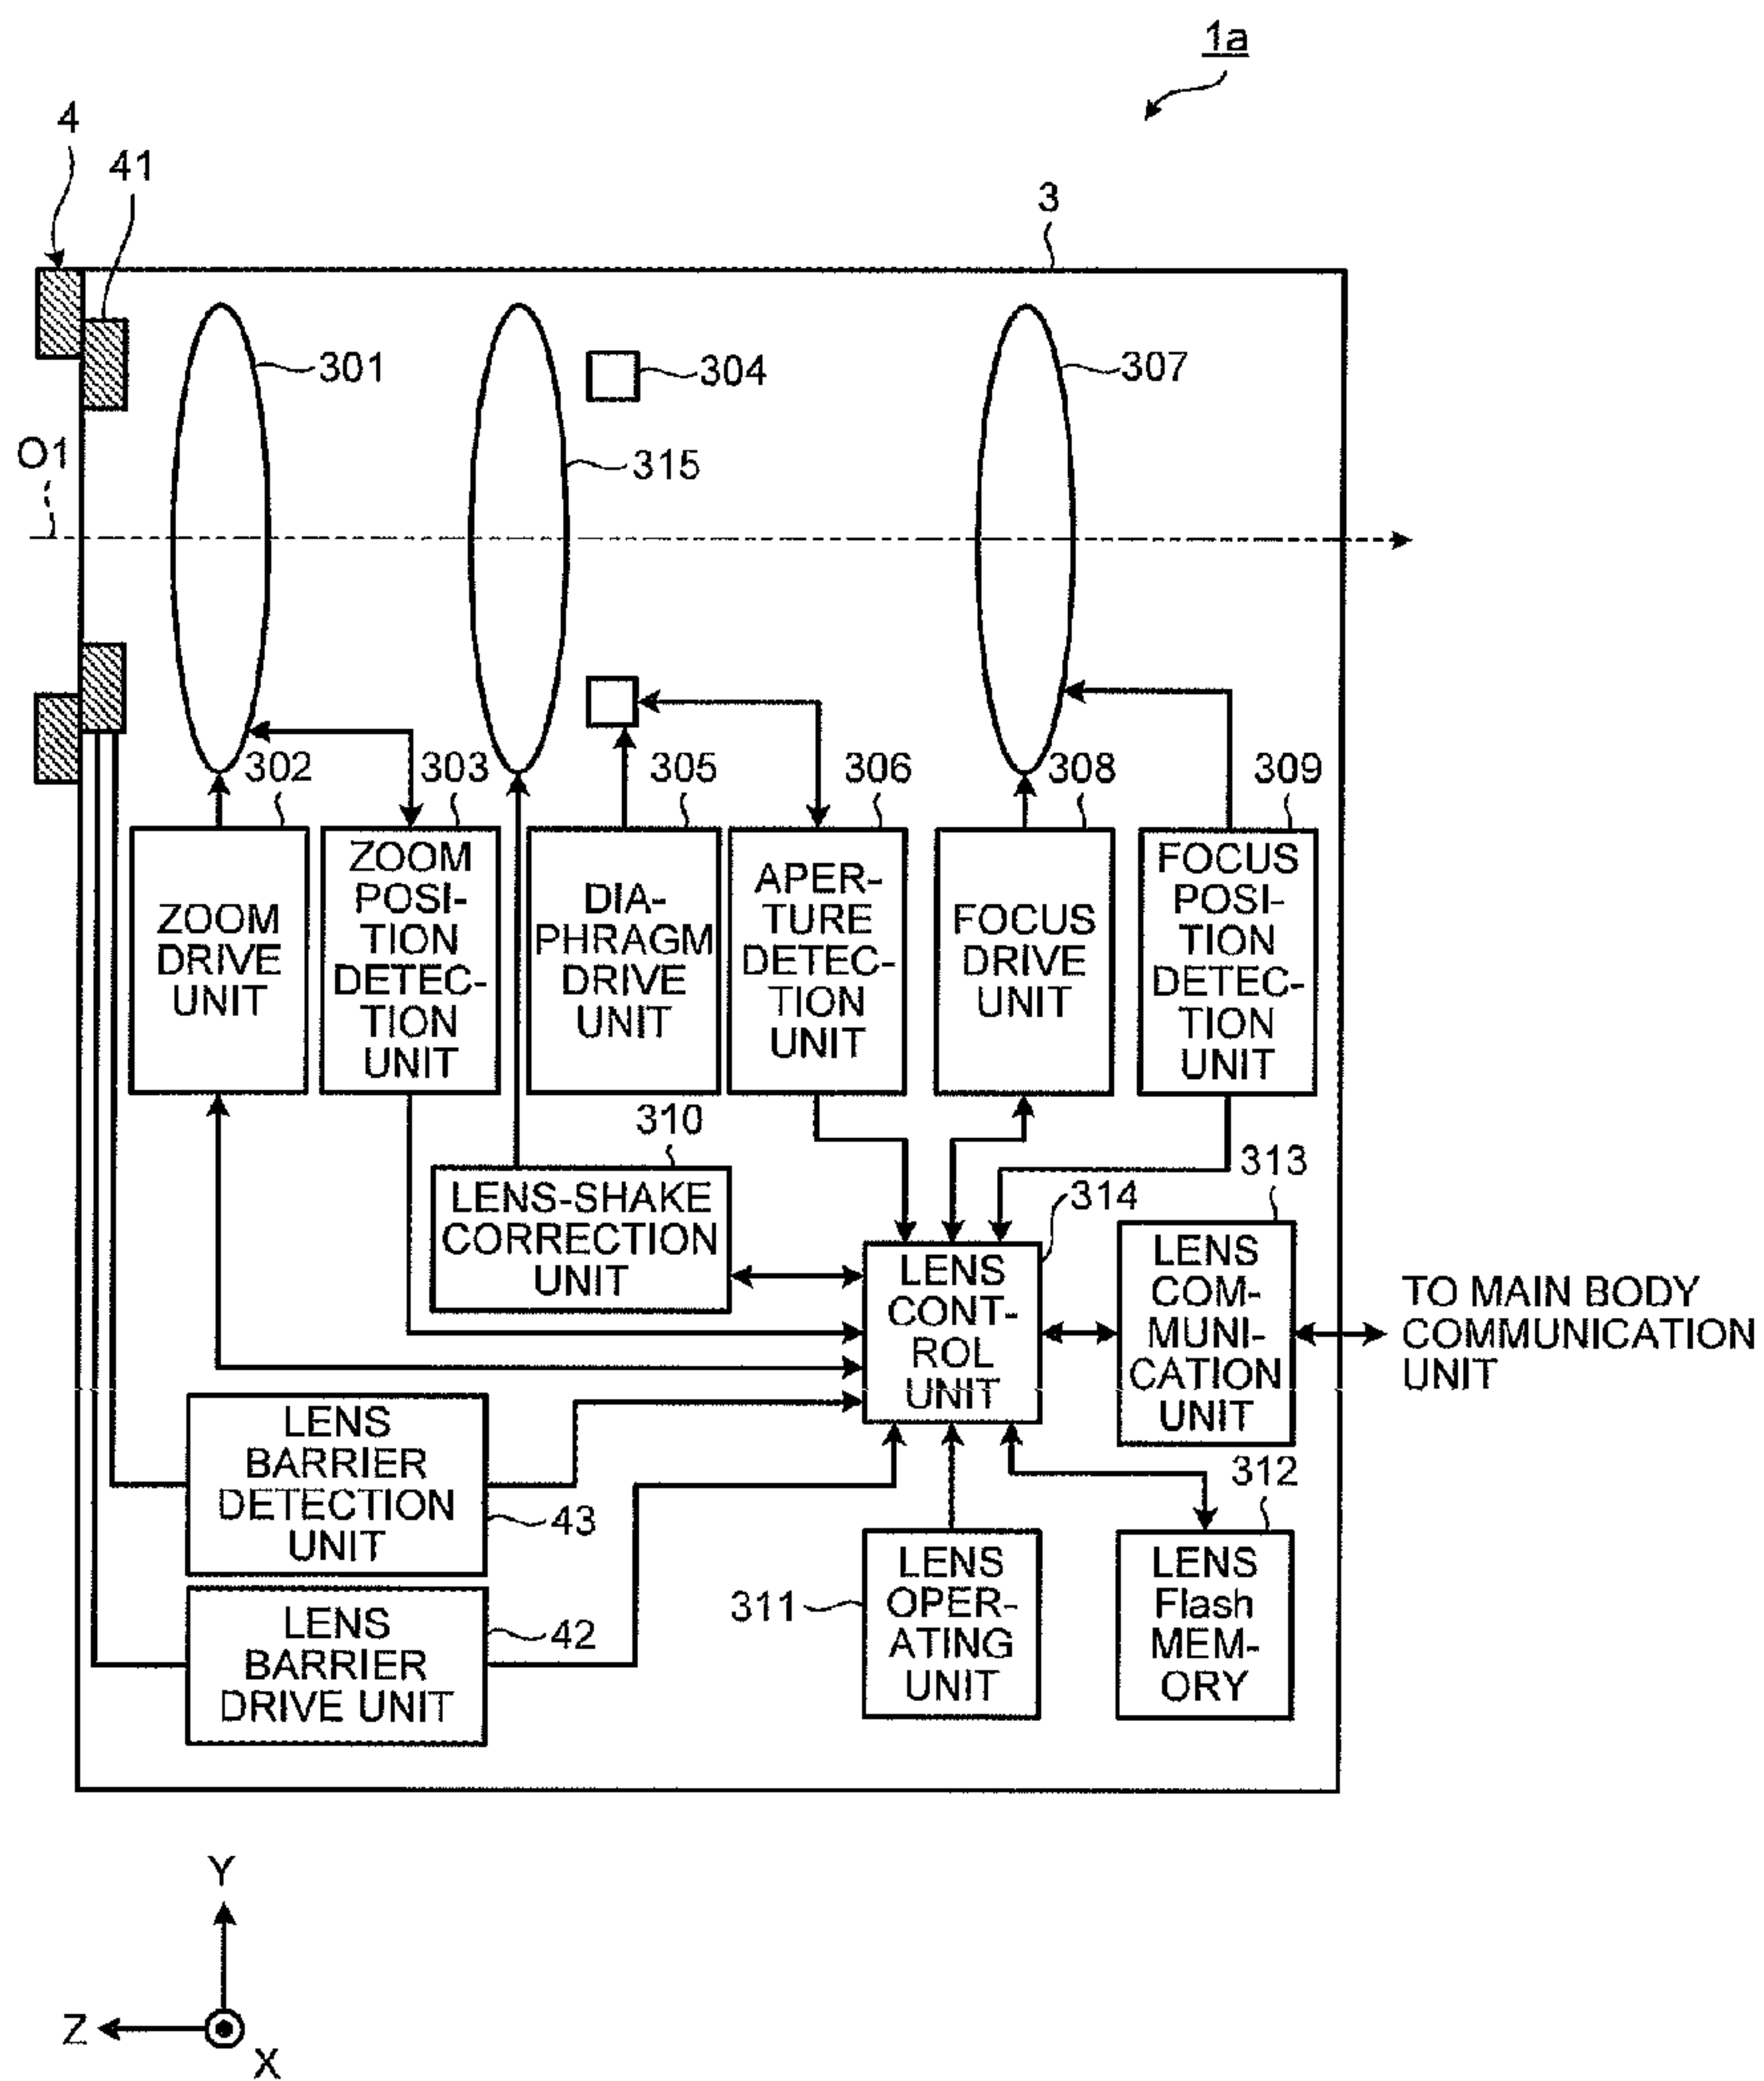 1a
4
41
3
301
304
307
O1
315
302
303
305
306
308
309
ZOOM
DRIVE
UNIT
ZOOM
POSI-
TION
DETEC-
TION
UNIT
DIA-
PHRAGM
DRIVE
UNIT
APER-
TURE
DETEC-
TION
UNIT
FOCUS
DRIVE
UNIT
FOCUS
POSI-
TION
DETEC-
TION
UNIT
310
LENS-SHAKE
CORRECTION
UNIT
314
LENS
CONT-
ROL
UNIT
313
LENS
COM-
MUNI-
CATION
UNIT
TO MAIN BODY
COMMUNICATION
UNIT
LENS
BARRIER
DETECTION
UNIT
43
LENS
BARRIER
DRIVE UNIT
42
311
LENS
OPER-
ATING
UNIT
312
LENS
Flash
MEM-
ORY
Y
Z
X